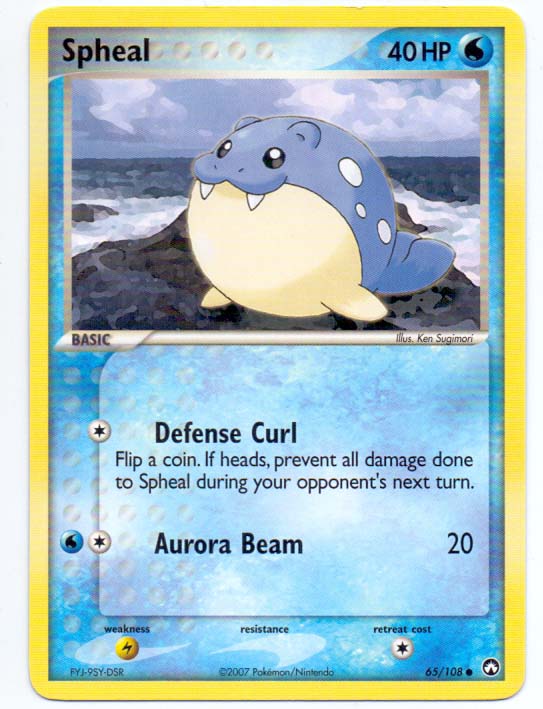 Spheal
40 HP
BASIC
Illus. Ken Sugimori
Defense Curl
Flip a coin. If heads, prevent all damage done
to Spheal during your opponent's next turn.
Aurora Beam 20
weakness resistance retreat cost
FYJ-9SY-DSR ©2007 Pokémon/Nintendo 65/108